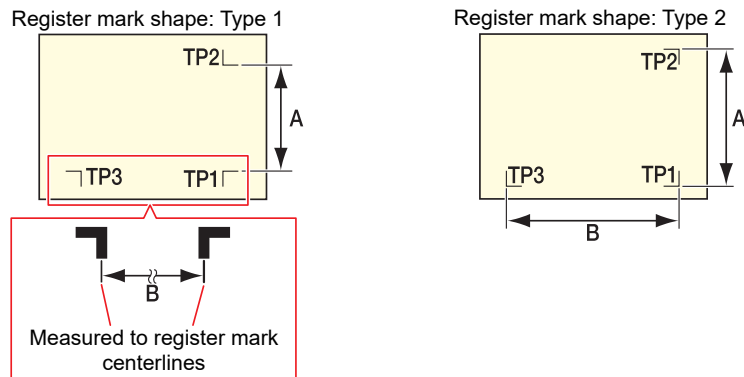 Register mark shape: Type 1
TP2
A
TP3
TP1
B
Measured to register mark
centerlines
Register mark shape: Type 2
TP2
A
TP3
TP1
B